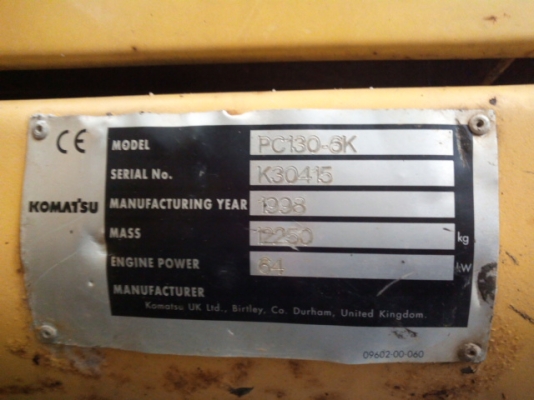 CE
MODEL PC130-6K
SERIAL No. K30415
KOMATSU
MANUFACTURING YEAR 1998
MASS 12250 kg
ENGINE POWER 64 kW
MANUFACTURER
Komatsu UK Ltd., Birtley, Co. Durham, United Kingdom.
09602-00-060